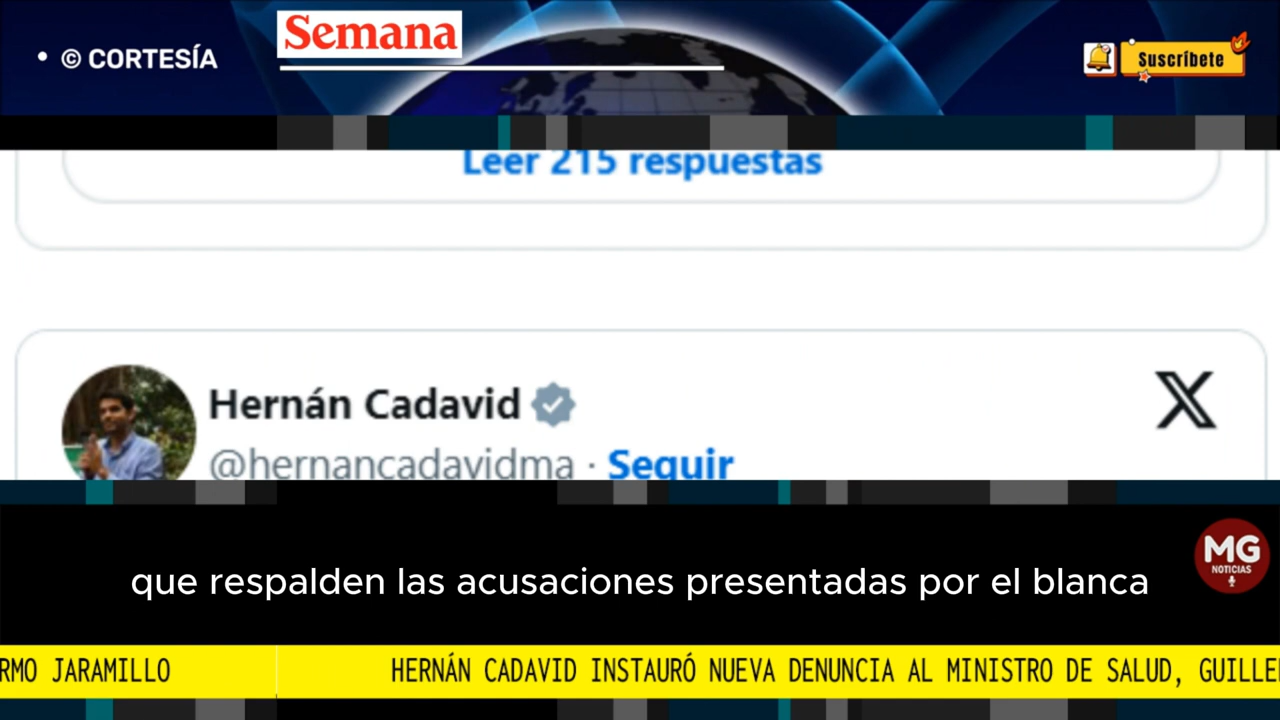 • © CORTESÍA
Semana
Suscríbete
Leer 215 respuestas
Hernán Cadavid
@hernancadavidma · Seguir
que respalden las acusaciones presentadas por el blanca
MG
NOTICIAS
RMO JARAMILLO HERNÁN CADAVID INSTAURÓ NUEVA DENUNCIA AL MINISTRO DE SALUD, GUILLE